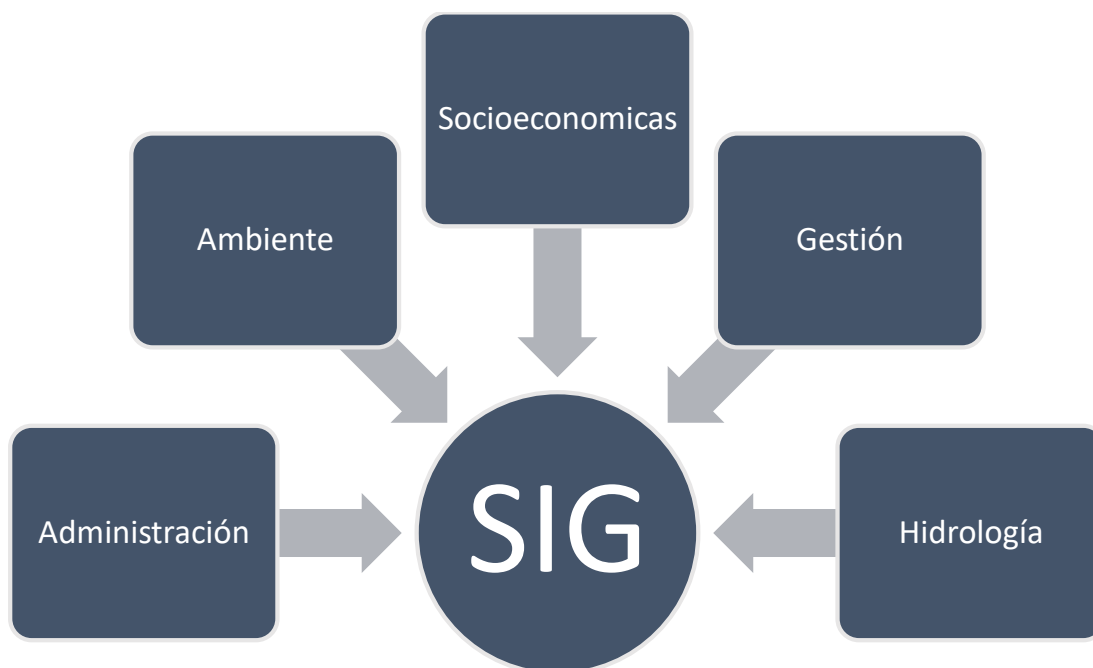 Socioeconomicas
Ambiente
Gestión
SIG
Administración
Hidrología